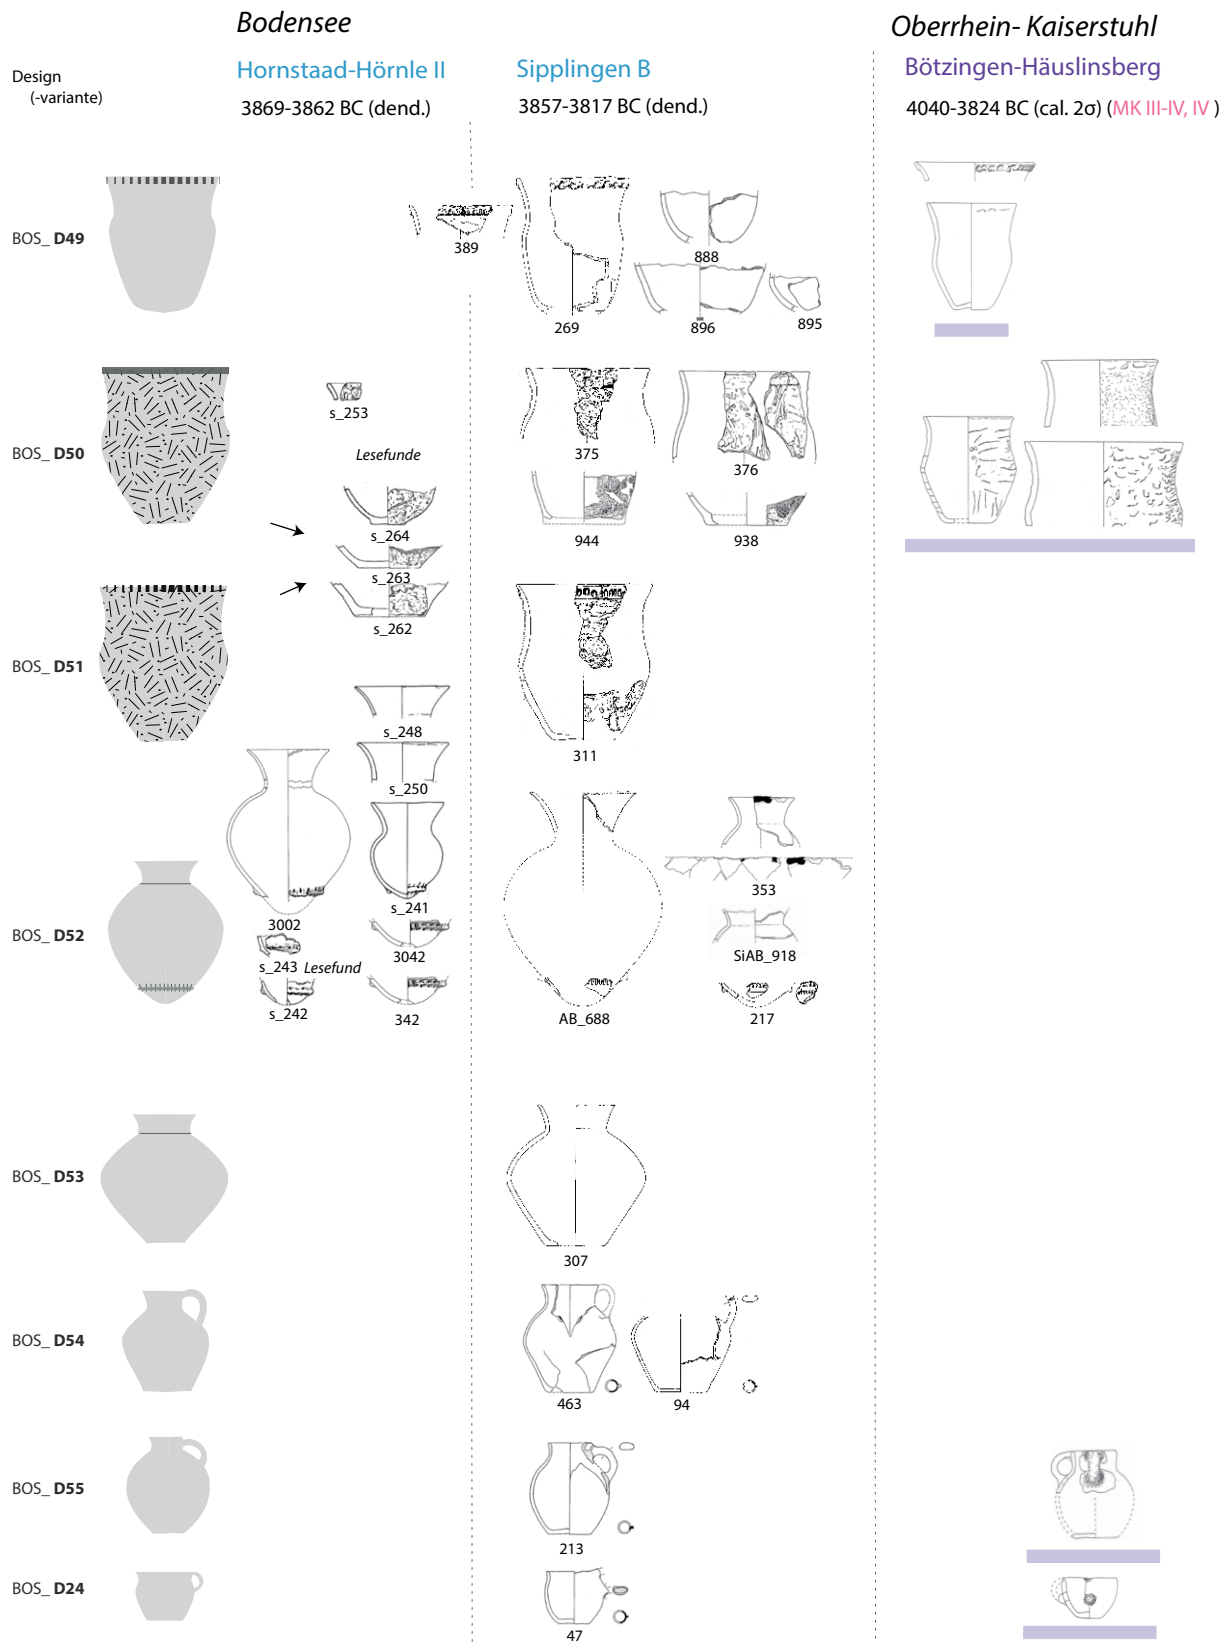 Bodensee
Oberrhein- Kaiserstuhl
Design
(-variante)
Hornstaad-Hörnle II
Sipplingen B
Bötzingen-Häuslinsberg
3869-3862 BC (dend.)
3857-3817 BC (dend.)
4040-3824 BC (cal. 2σ) (MK III-IV, IV )
BOS_ D49
389
269
888
896
895
BOS_ D50
s_253
Lesefunde
s_264
s_263
s_262
375
376
944
938
BOS_ D51
311
s_248
s_250
s_241
BOS_ D52
3002
3042
s_243
Lesefund
s_242
342
353
SiAB_918
AB_688
217
BOS_ D53
307
BOS_ D54
463
94
BOS_ D55
213
BOS_ D24
47